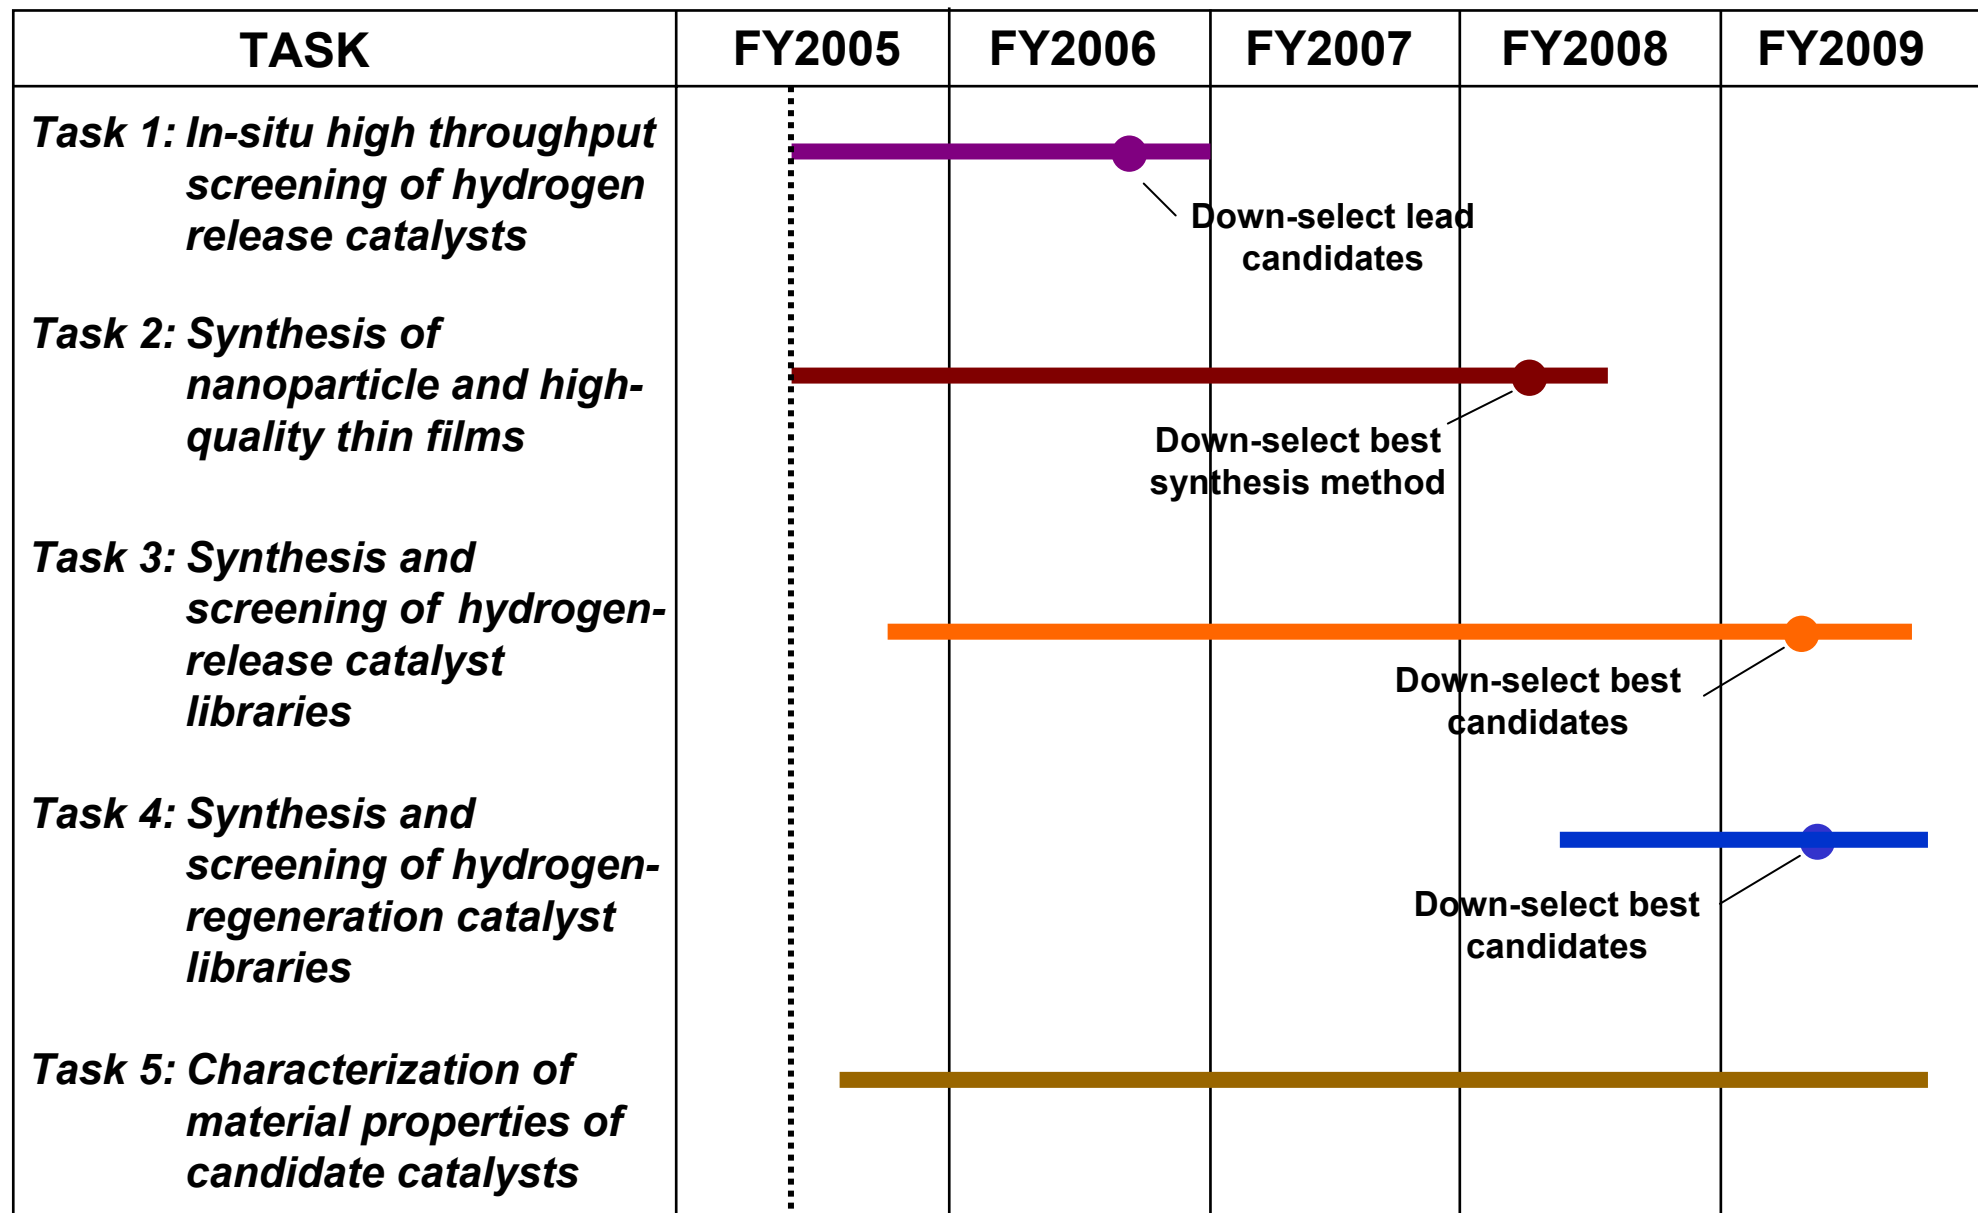 TASK FY2005 FY2006 FY2007 FY2008 FY2009
Task 1: In-situ high throughput
screening of hydrogen
release catalysts
Down-select lead
candidates
Task 2: Synthesis of
nanoparticle and high-
quality thin films
Down-select best
synthesis method
Task 3: Synthesis and
screening of hydrogen-
release catalyst
libraries
Down-select best
candidates
Task 4: Synthesis and
screening of hydrogen-
regeneration catalyst
libraries
Down-select best
candidates
Task 5: Characterization of
material properties of
candidate catalysts